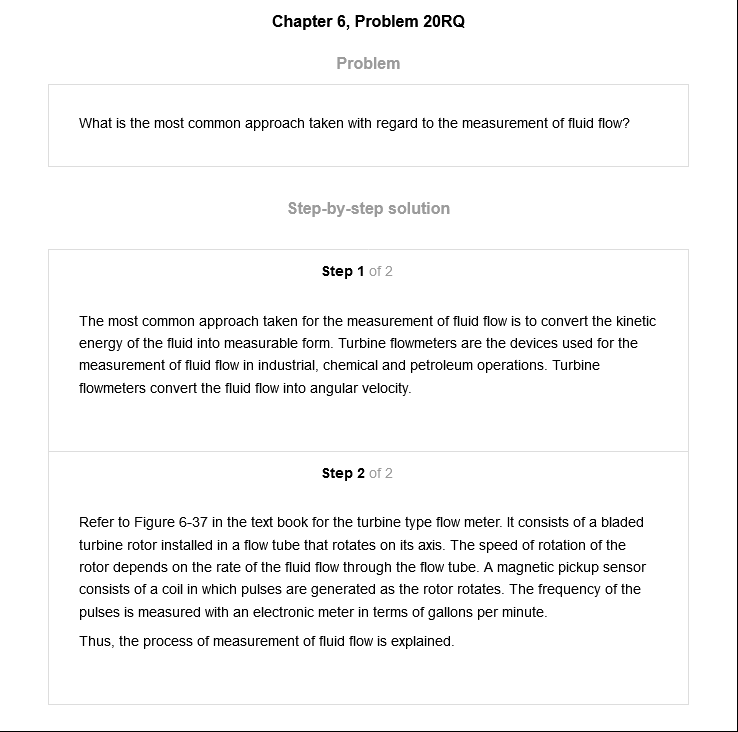 Chapter 6, Problem 20RQ
Problem
What is the most common approach taken with regard to the measurement of fluid flow?
Step-by-step solution
Step 1 of 2
The most common approach taken for the measurement of fluid flow is to convert the kinetic
energy of the fluid into measurable form. Turbine flowmeters are the devices used for the
measurement of fluid flow in industrial, chemical and petroleum operations. Turbine
flowmeters convert the fluid flow into angular velocity.
Step 2 of 2
Refer to Figure 6-37 in the text book for the turbine type flow meter. It consists of a bladed
turbine rotor installed in a flow tube that rotates on its axis. The speed of rotation of the
rotor depends on the rate of the fluid flow through the flow tube. A magnetic pickup sensor
consists of a coil in which pulses are generated as the rotor rotates. The frequency of the
pulses is measured with an electronic meter in terms of gallons per minute.
Thus, the process of measurement of fluid flow is explained.